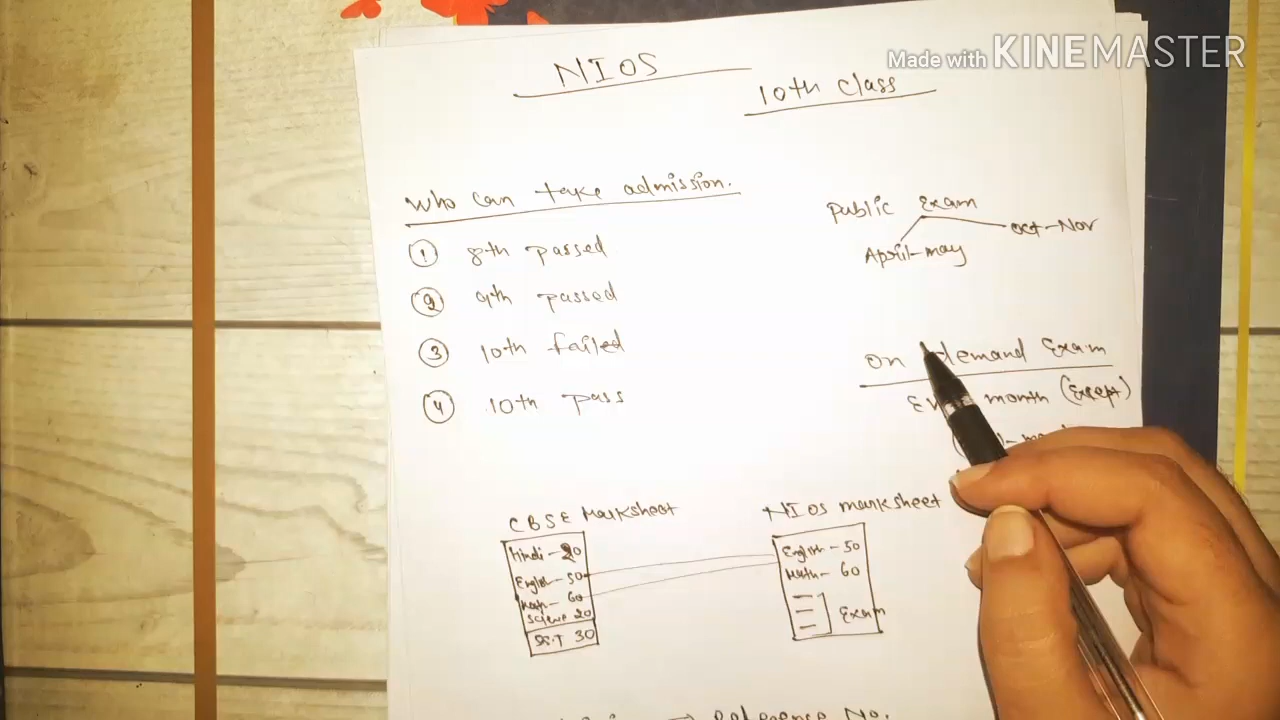 Made with KINEMASTER
NIOS
10th class
who can take admission.
① 8th passed
② 9th passed
③ 10th failed
④ 10th pass
Public Exam
April-may
oct-Nov
on demand Exam
month (Except)
CBSE Marksheet
Hindi-20
English-50
Math-60
Science 20
S.S.T 30
NIOS marksheet
English-50
Math-60
Exam
→ Reference No.